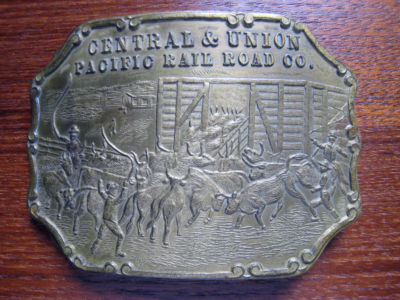 CENTRAL & UNION
PACIFIC RAIL ROAD CO.